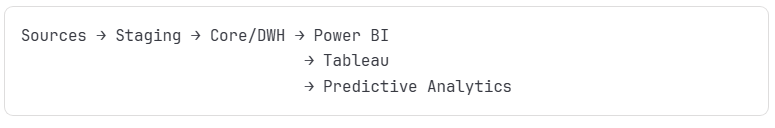 Sources → Staging → Core/DWH → Power BI
→ Tableau
→ Predictive Analytics